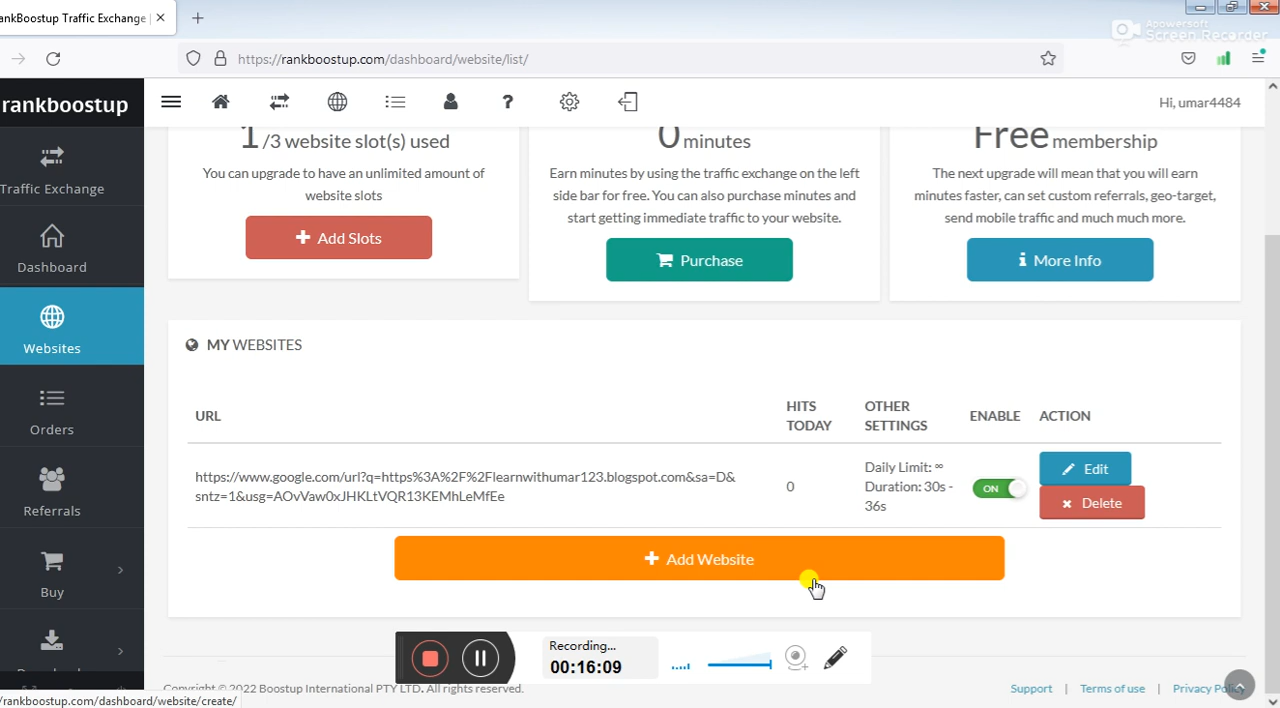 ankBoostup Traffic Exchange
Apowersoft
Screen Recorder
https://rankboostup.com/dashboard/website/list/
rankboostup
Hi, umar4484
1 /3 website slot(s) used
You can upgrade to have an unlimited amount of
website slots
Add Slots
0 minutes
Earn minutes by using the traffic exchange on the left
side bar for free. You can also purchase minutes and
start getting immediate traffic to your website.
Purchase
Free membership
The next upgrade will mean that you will earn
minutes faster, can set custom referrals, geo-target,
send mobile traffic and much much more.
More Info
Traffic Exchange
Dashboard
Websites
Orders
Referrals
Buy
MY WEBSITES
URL
HITS
TODAY
OTHER
SETTINGS
ENABLE
ACTION
https://www.google.com/url?q=https%3A%2F%2Flearnwithumar123.blogspot.com&sa=D&
sntz=1&usg=AOvVaw0xJHKLtVQR13KEMhLeMfEe
0
Daily Limit: ∞
Duration: 30s -
36s
ON
Edit
Delete
Add Website
Recording...
00:16:09
Copyright © 2022 Boostup International PTY LTD. All rights reserved.
Support | Terms of use | Privacy Policy
/rankboostup.com/dashboard/website/create/